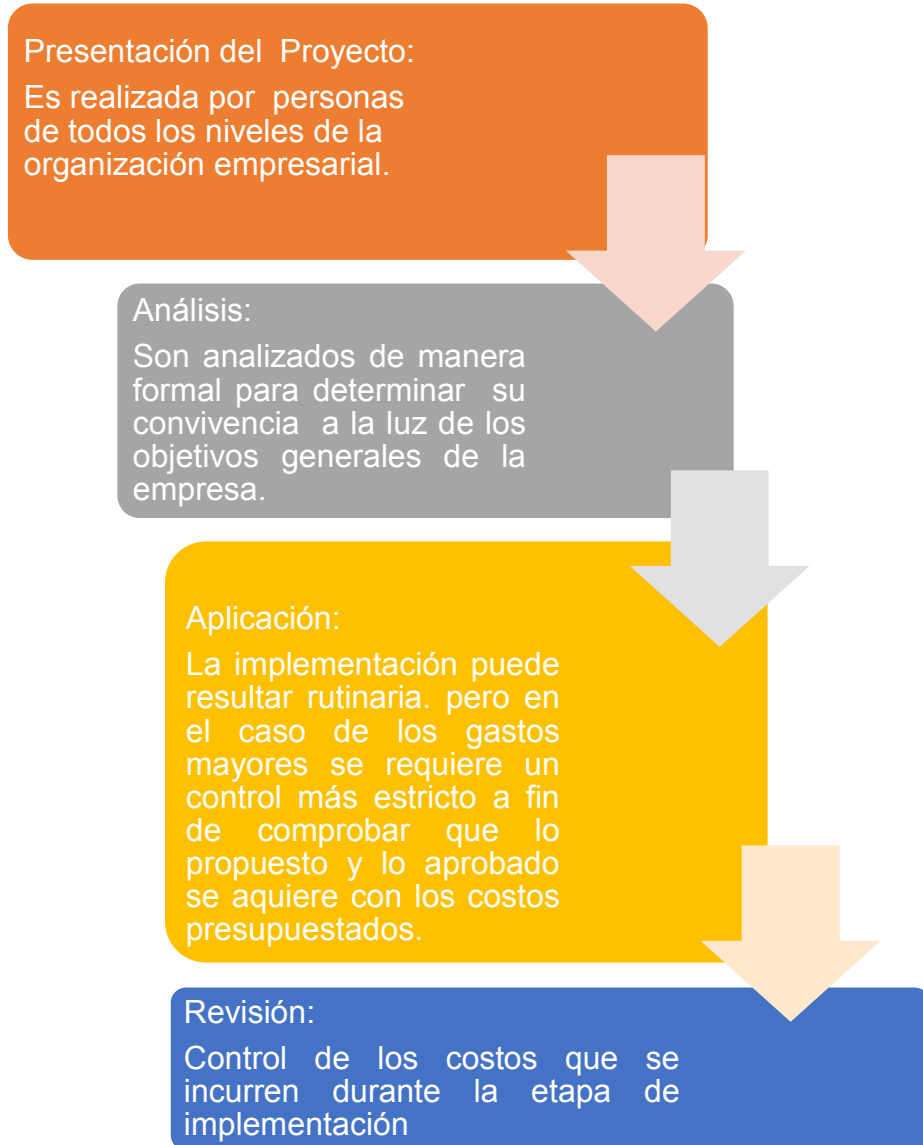 Presentación del Proyecto:
Es realizada por personas
de todos los niveles de la
organización empresarial.
Análisis:
Son analizados de manera
formal para determinar su
convivencia a la luz de los
objetivos generales de la
empresa.
Aplicación:
La implementación puede
resultar rutinaria. pero en
el caso de los gastos
mayores se requiere un
control más estricto a fin
de comprobar que lo
propuesto y lo aprobado
se aquiere con los costos
presupuestados.
Revisión:
Control de los costos que se
incurren durante la etapa de
implementación